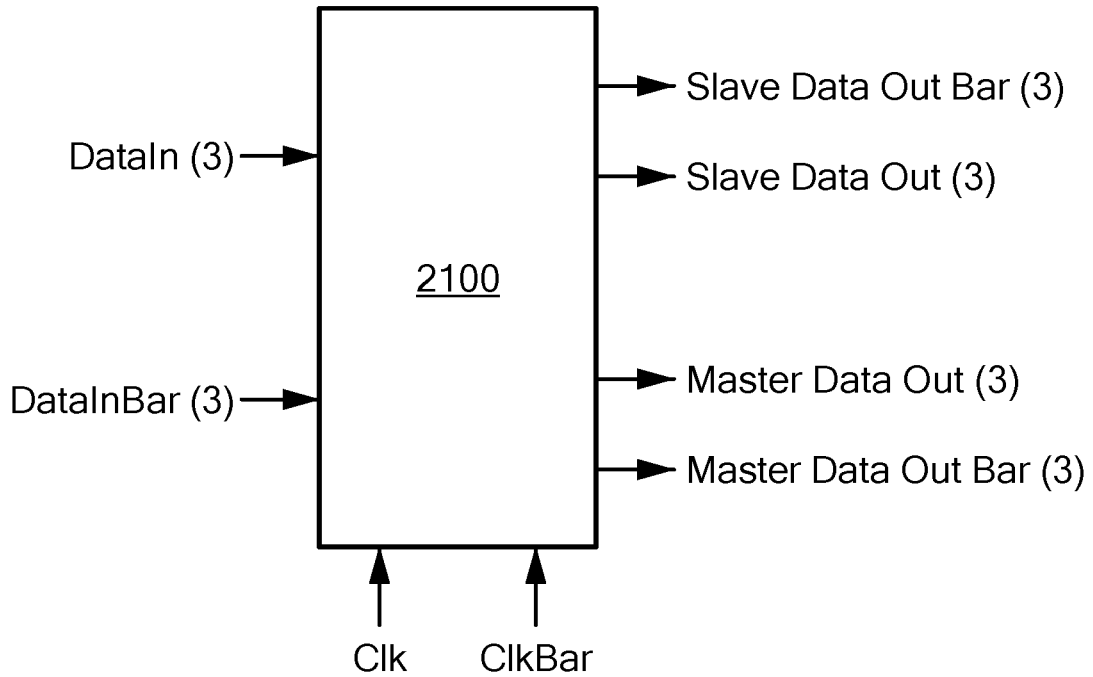 Slave Data Out Bar (3)
DataIn (3)
Slave Data Out (3)
2100
Master Data Out (3)
DataInBar (3)
Master Data Out Bar (3)
Clk
ClkBar